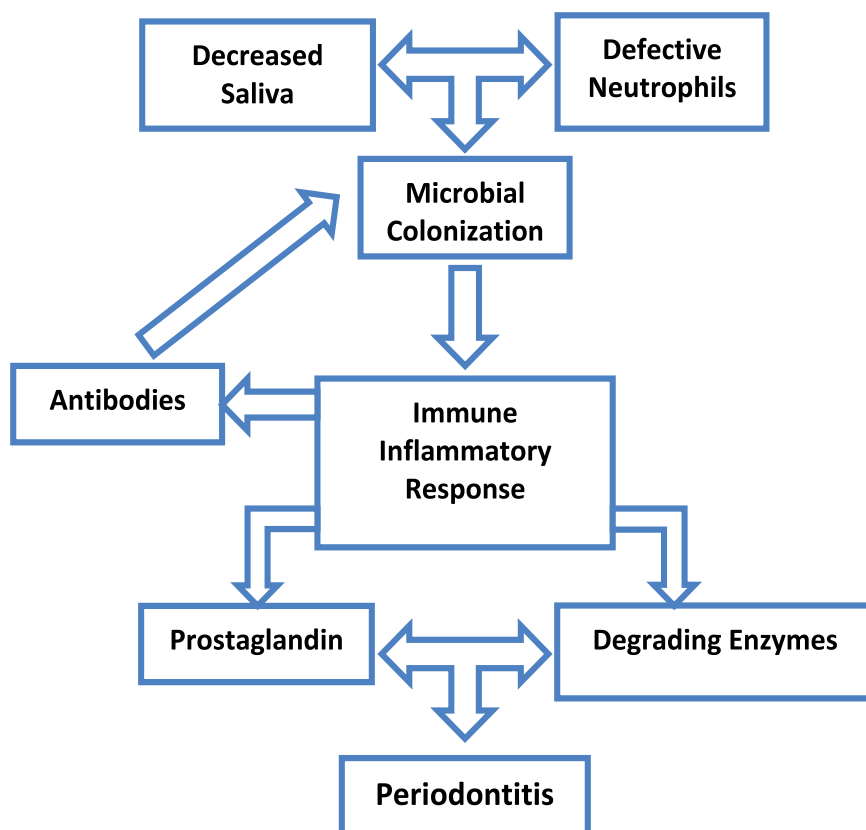 Decreased
Saliva
Defective
Neutrophils
Microbial
Colonization
Antibodies
Immune
Inflammatory
Response
Prostaglandin
Degrading Enzymes
Periodontitis